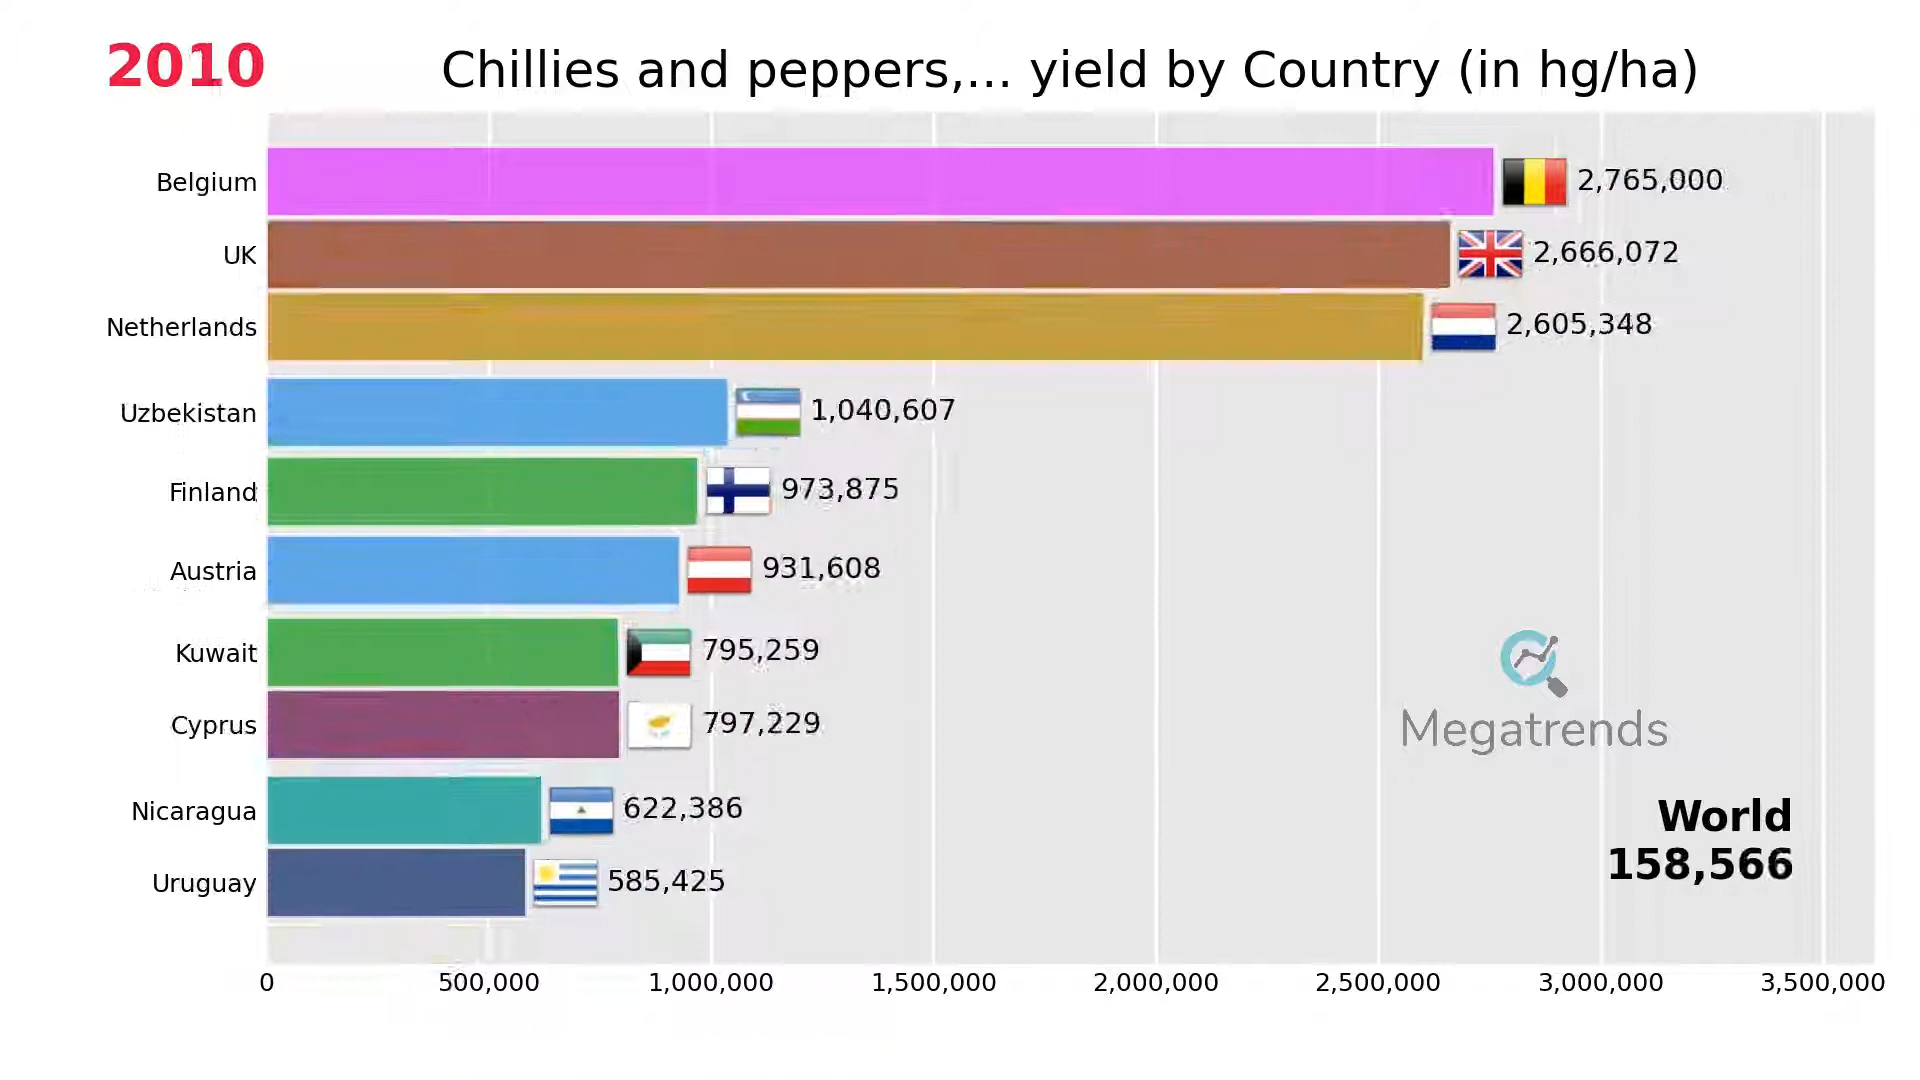 2010 Chillies and peppers,... yield by Country (in hg/ha)
Belgium 2,765,000
UK 2,666,072
Netherlands 2,605,348
Uzbekistan 1,040,607
Finland 973,875
Austria 931,608
Kuwait 795,259
Cyprus 797,229
Nicaragua 622,386
Uruguay 585,425
Megatrends
World
158,566
0 500,000 1,000,000 1,500,000 2,000,000 2,500,000 3,000,000 3,500,000